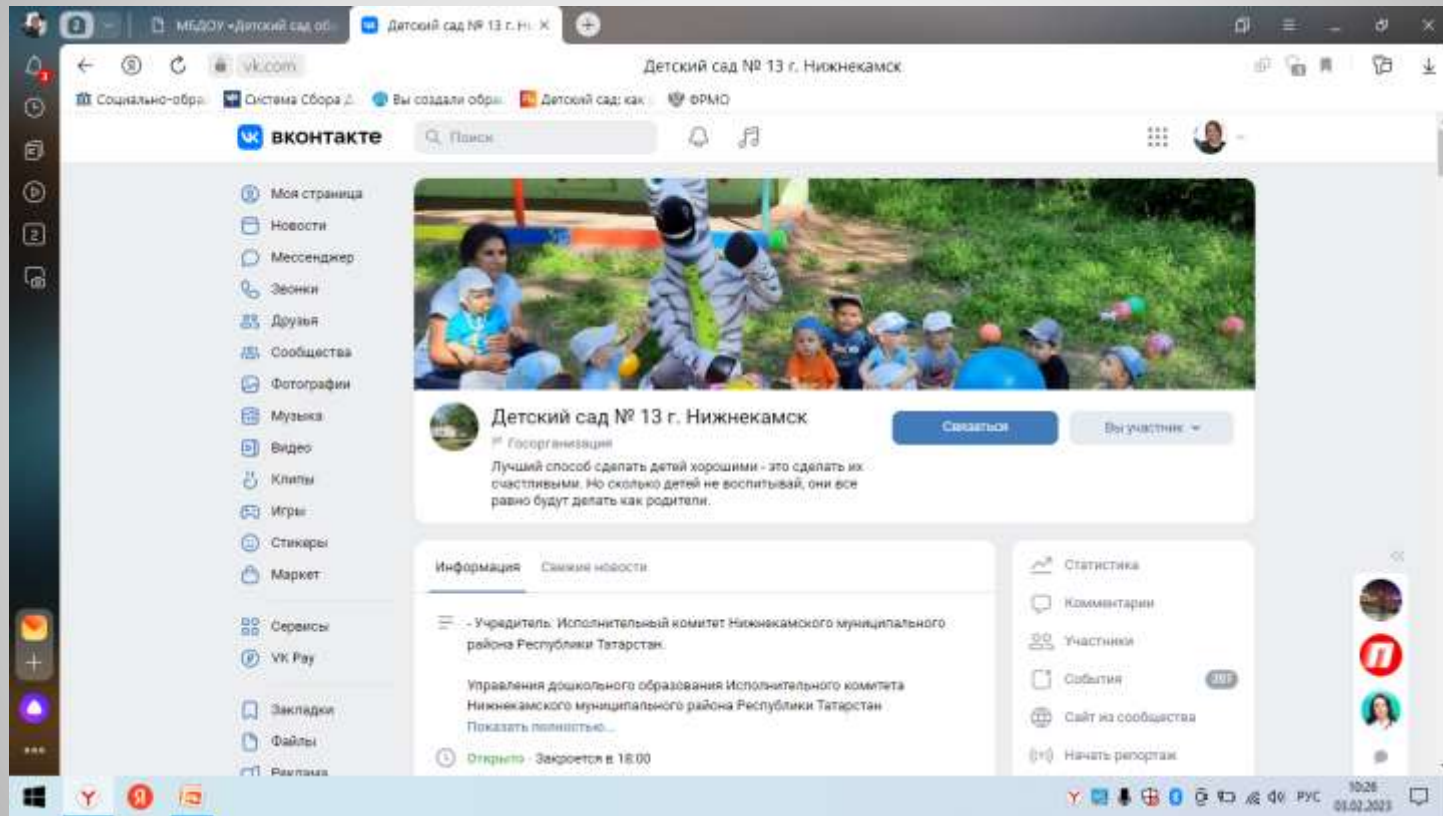 МБДОУ «Детский сад об
Детский сад № 13 г. Ни
vk.com
Детский сад № 13 г. Нижнекамск
Социально-обра
Система Сбора Д
Вы создали обра
Детский сад: как
ФРМО
вконтакте
Поиск
Моя страница
Новости
Мессенджер
Звонки
Друзья
Сообщества
Фотографии
Музыка
Видео
Клипы
Игры
Стикеры
Маркет
Сервисы
VK Pay
Закладки
Файлы
Реклама
Детский сад № 13 г. Нижнекамск
Госорганизация
Лучший способ сделать детей хорошими - это сделать их
счастливыми. Но сколько детей не воспитывай, они все
равно будут делать как родители.
Связаться
Вы участник
Информация Свежие новости
- Учредитель: Исполнительный комитет Нижнекамского муниципального
района Республики Татарстан.
Управления дошкольного образования Исполнительного комитета
Нижнекамского муниципального района Республики Татарстан
Показать полностью...
Открыто · Закроется в 18:00
Статистика
Комментарии
Участники
События
Сайт из сообщества
Начать репортаж
РУС
10:26
03.02.2023